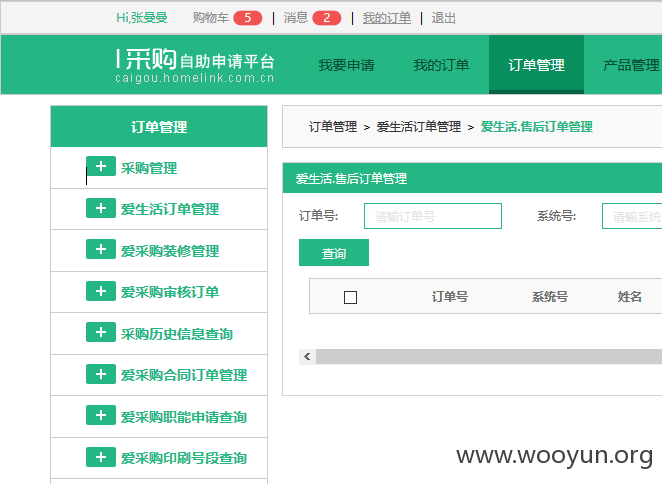 Hi,张曼曼 购物车 5 | 消息 2 | 我的订单 | 退出
I采购 自助申请平台 我要申请 我的订单 订单管理 产品管理
caigou.homelink.com.cn
订单管理
采购管理
爱生活订单管理
爱采购装修管理
爱采购审核订单
采购历史信息查询
爱采购合同订单管理
爱采购职能申请查询
爱采购印刷号段查询
订单管理 > 爱生活订单管理 > 爱生活.售后订单管理
爱生活.售后订单管理
订单号: 请输订单号 系统号: 请输系统
查询
订单号 系统号 姓名
www.wooyun.org